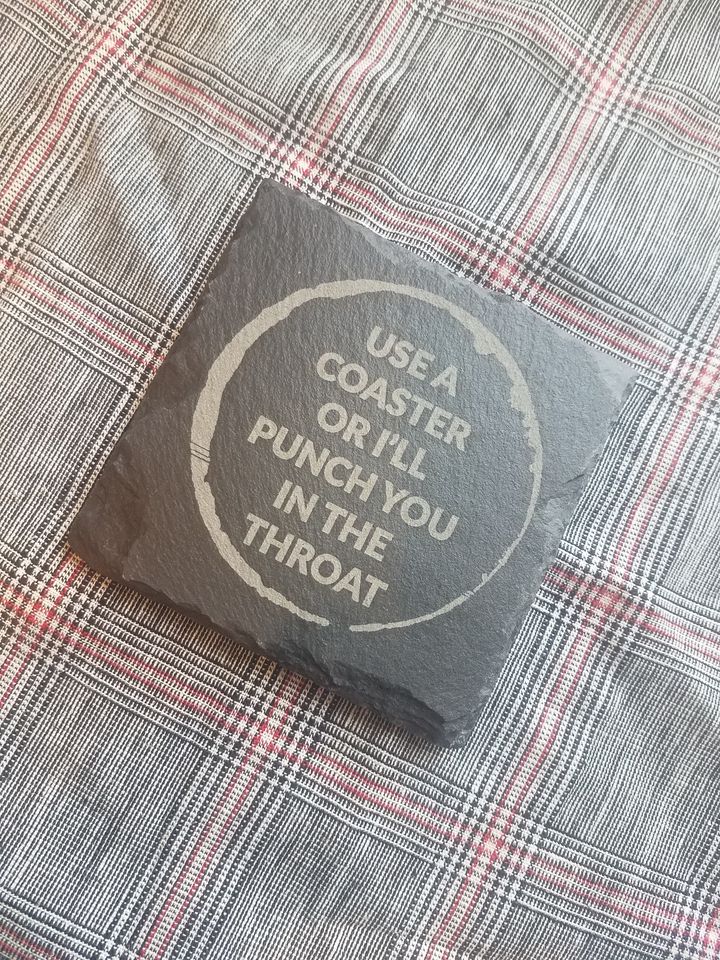 USE A
COASTER
OR I'LL
PUNCH YOU
IN THE
THROAT